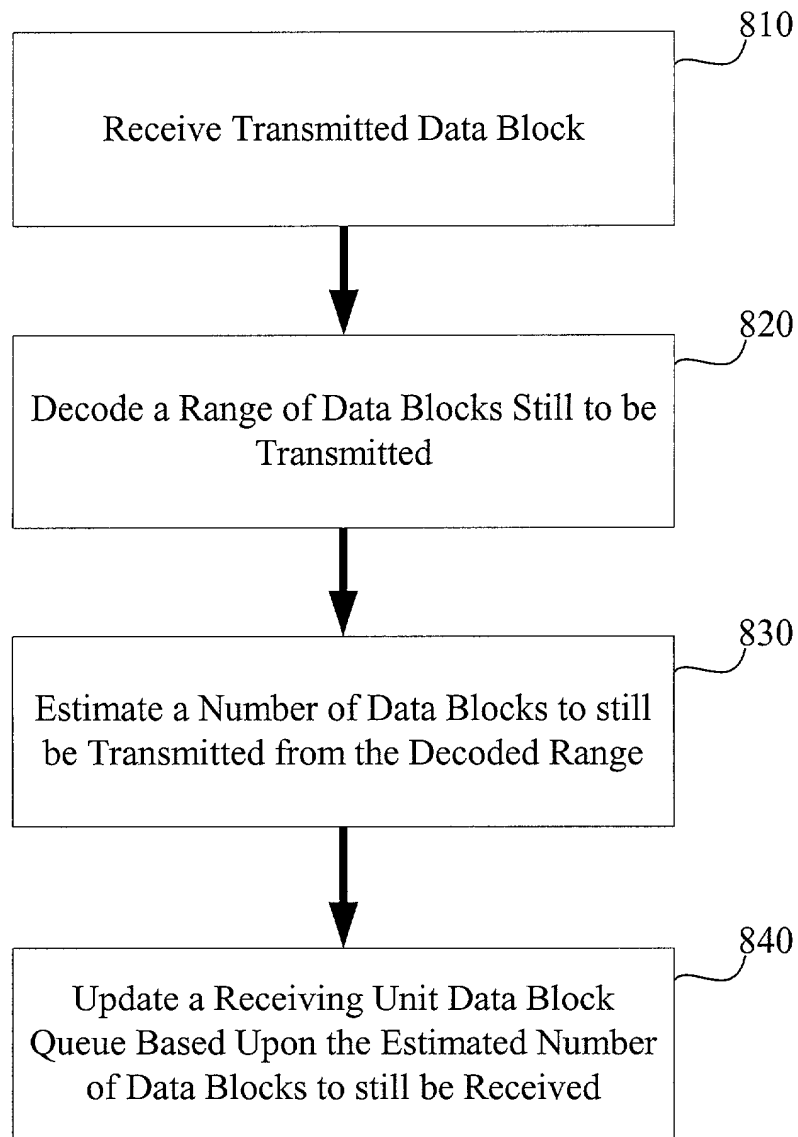 810
Receive Transmitted Data Block
820
Decode a Range of Data Blocks Still to be
Transmitted
830
Estimate a Number of Data Blocks to still
be Transmitted from the Decoded Range
840
Update a Receiving Unit Data Block
Queue Based Upon the Estimated Number
of Data Blocks to still be Received